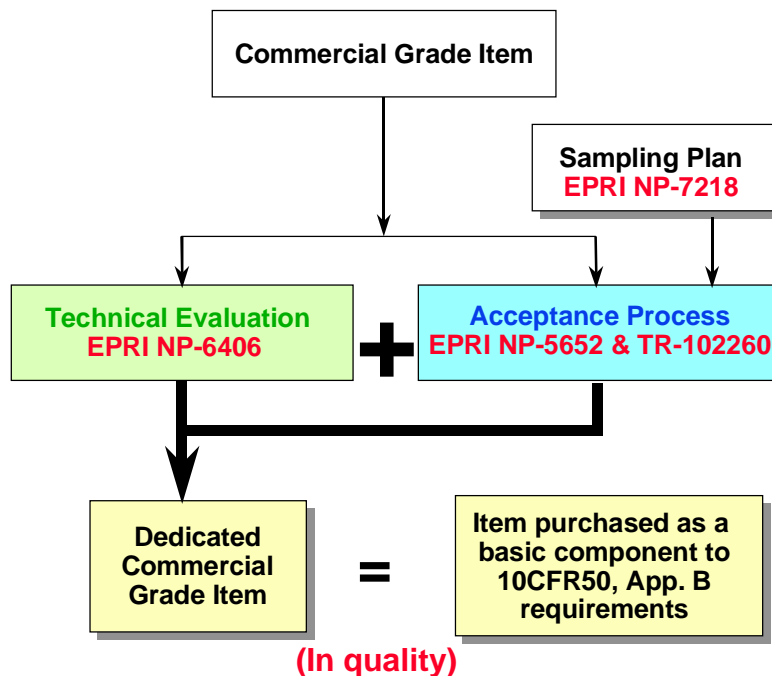 Commercial Grade Item
Sampling Plan
EPRI NP-7218
Technical Evaluation
EPRI NP-6406
+
Acceptance Process
EPRI NP-5652 & TR-102260
Dedicated
Commercial
Grade Item
=
Item purchased as a
basic component to
10CFR50, App. B
requirements
(In quality)